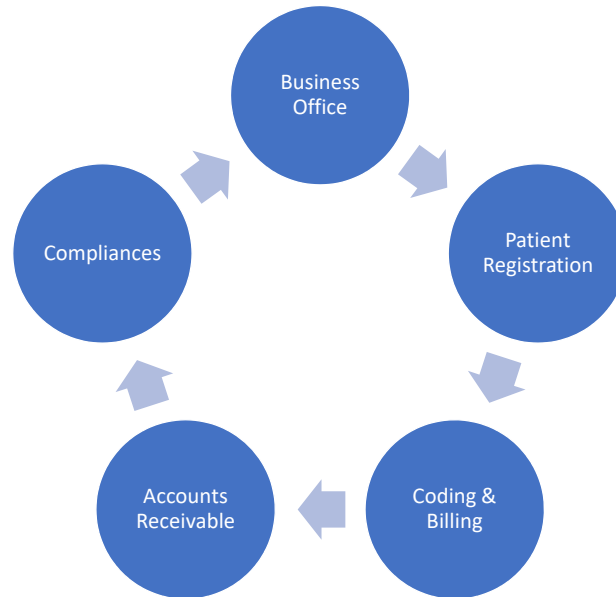 Business
Office
Patient
Registration
Coding &
Billing
Accounts
Receivable
Compliances